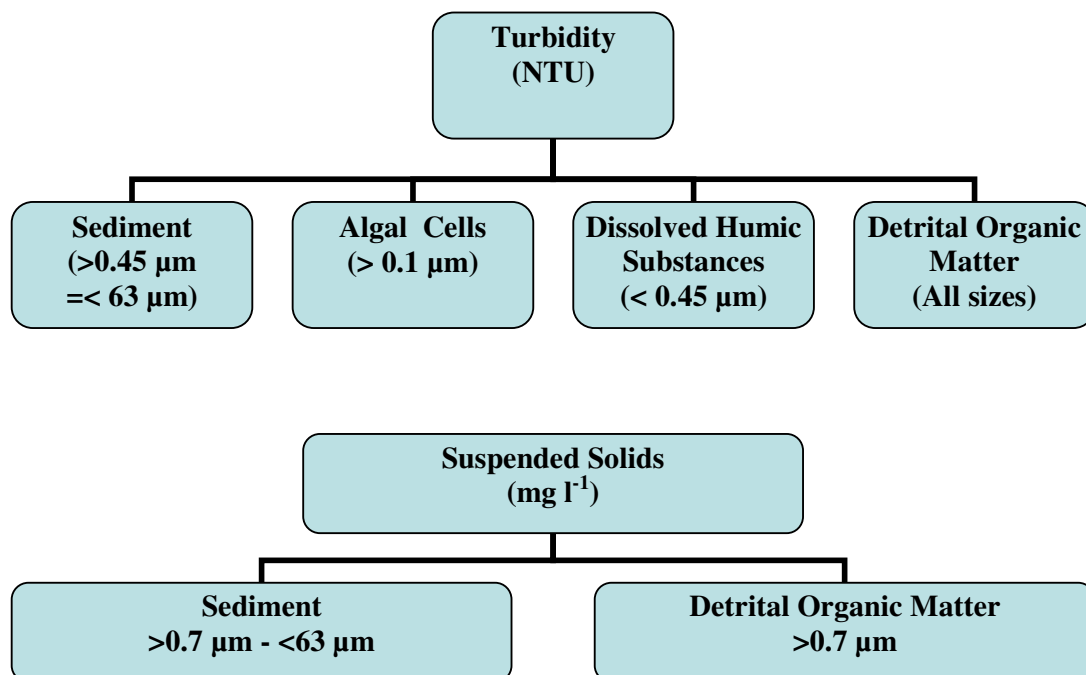 Turbidity
(NTU)
Sediment
(>0.45 µm
=< 63 µm)
Algal Cells
(> 0.1 µm)
Dissolved Humic
Substances
(< 0.45 µm)
Detrital Organic
Matter
(All sizes)
Suspended Solids
(mg l⁻¹)
Sediment
>0.7 µm - <63 µm
Detrital Organic Matter
>0.7 µm